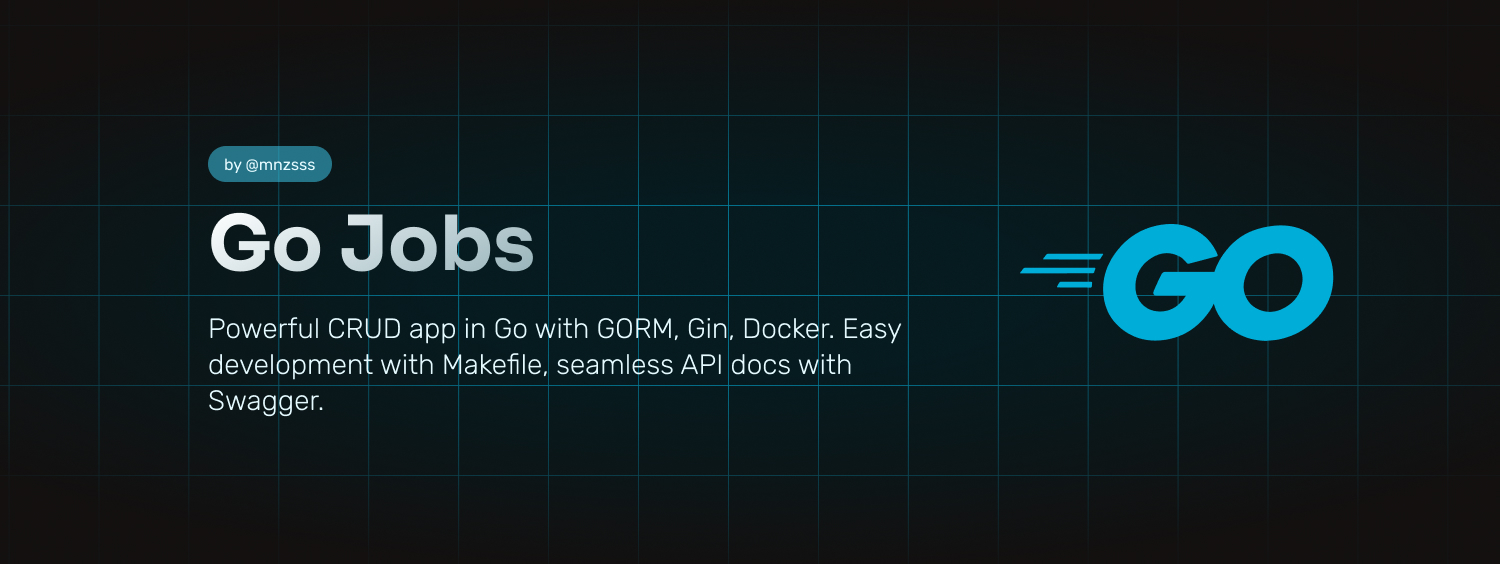 by @mnzsss
Go Jobs
Powerful CRUD app in Go with GORM, Gin, Docker. Easy
development with Makefile, seamless API docs with
Swagger.
GO